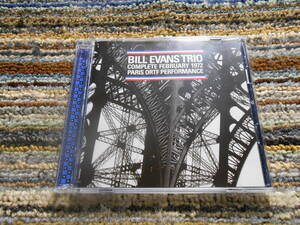 BILL EVANS TRIO
COMPLETE FEBRUARY 1972
PARIS ORTF PERFORMANCE